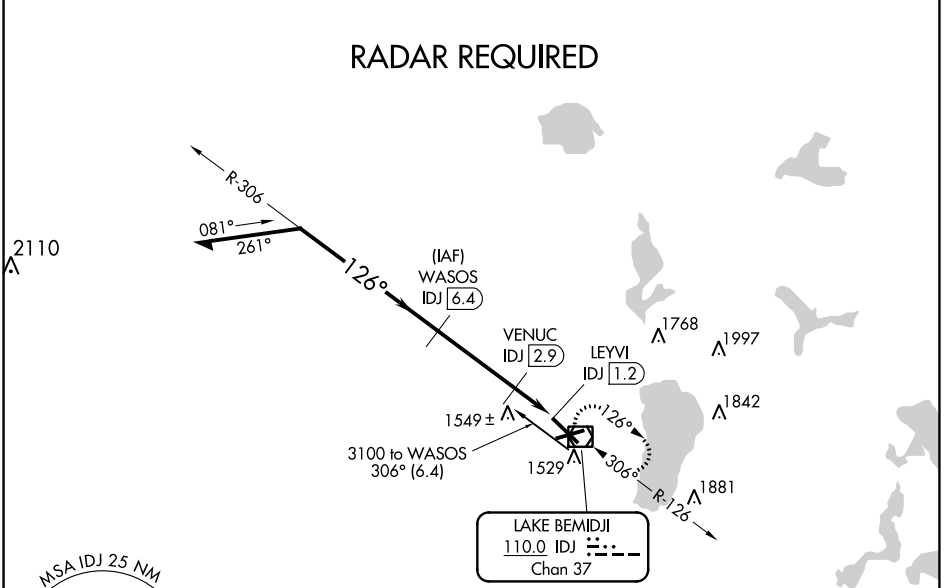 RADAR REQUIRED
R-306
081°
261°
2110
126°
(IAF)
WASOS
IDJ 6.4
VENUC
IDJ 2.9
LEYVI
IDJ 1.2
1768
1997
1842
1549 ±
126°
3100 to WASOS
306° (6.4)
1529
306°
R-126
1881
LAKE BEMIDJI
110.0 IDJ
Chan 37
MSA IDJ 25 NM